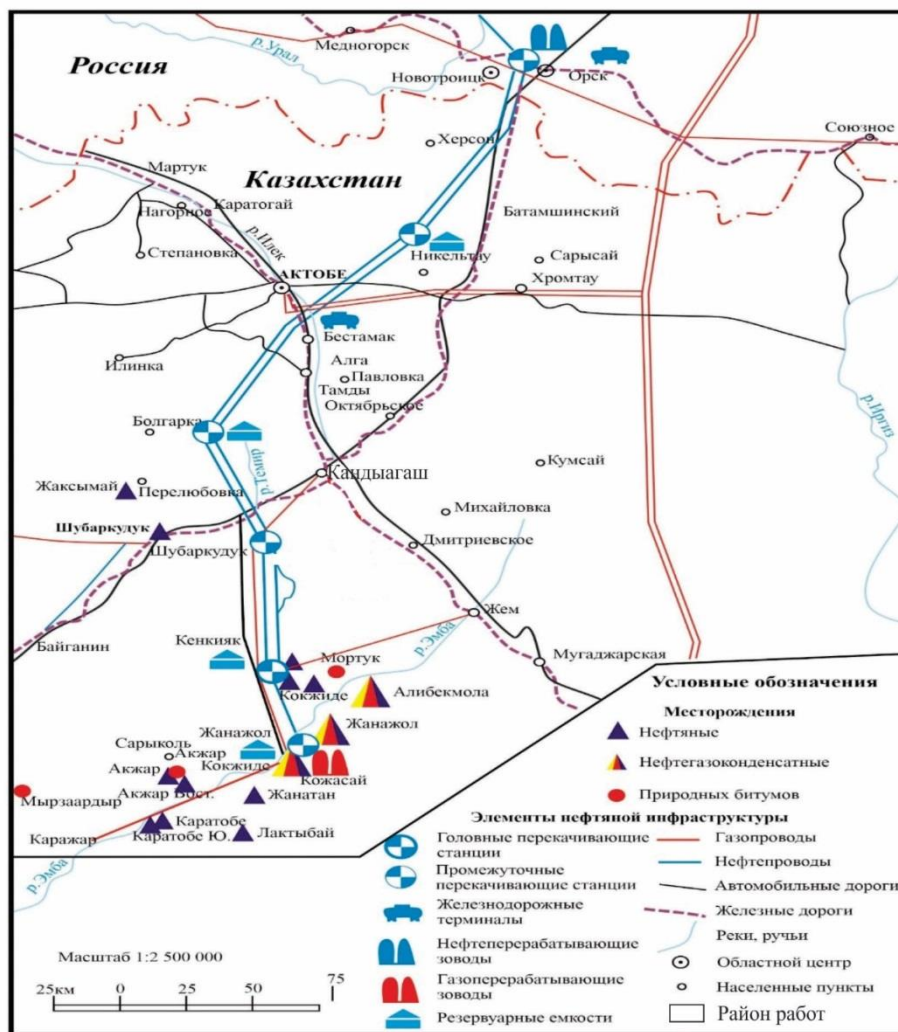 Медногорск
р.Урал
Россия
Новотроицк
Орск
Херсон
Союзное
Мартук
Казахстан
Каратогай
Нагорное
Батамшинский
р.Илек
Степановка
Никельтау
Сарысай
АКТОБЕ
Хромтау
Бестамак
Илинка
Алга
Павловка
Тамды
Октябрьское
р.Иргиз
Болгарка
Кумсай
р.Темир
Кандыагаш
Жаксымай
Перелюбовка
Михайловка
Шубаркудук
Шубаркудук
Дмитриевское
Жем
р.Эмба
Байганин
Кенкияк
Мортук
Мугаджарская
Кокжиде
Алибекмола
Жанажол
Жанажол
Сарыколь
Акжар
Акжар
Кокжиде
Кожасай
Акжар Вост.
Жанатан
Мырзаардыр
Каратобе
Каратобе Ю.
Лактыбай
Каражар
р.Эмба
Условные обозначения
Месторождения
Нефтяные
Нефтегазоконденсатные
Природных битумов
Элементы нефтяной инфраструктуры
Головные перекачивающие
станции
Промежуточные
перекачивающие станции
Железнодорожные
терминалы
Нефтеперерабатывающие
зоводы
Газоперерабатывающие
зоводы
Резервуарные емкости
Газопроводы
Нефтепроводы
Автомобильные дороги
Железные дороги
Реки, ручьи
Областной центр
Населенные пункты
Район работ
Масштаб 1:2 500 000
25км 0 25 50 75